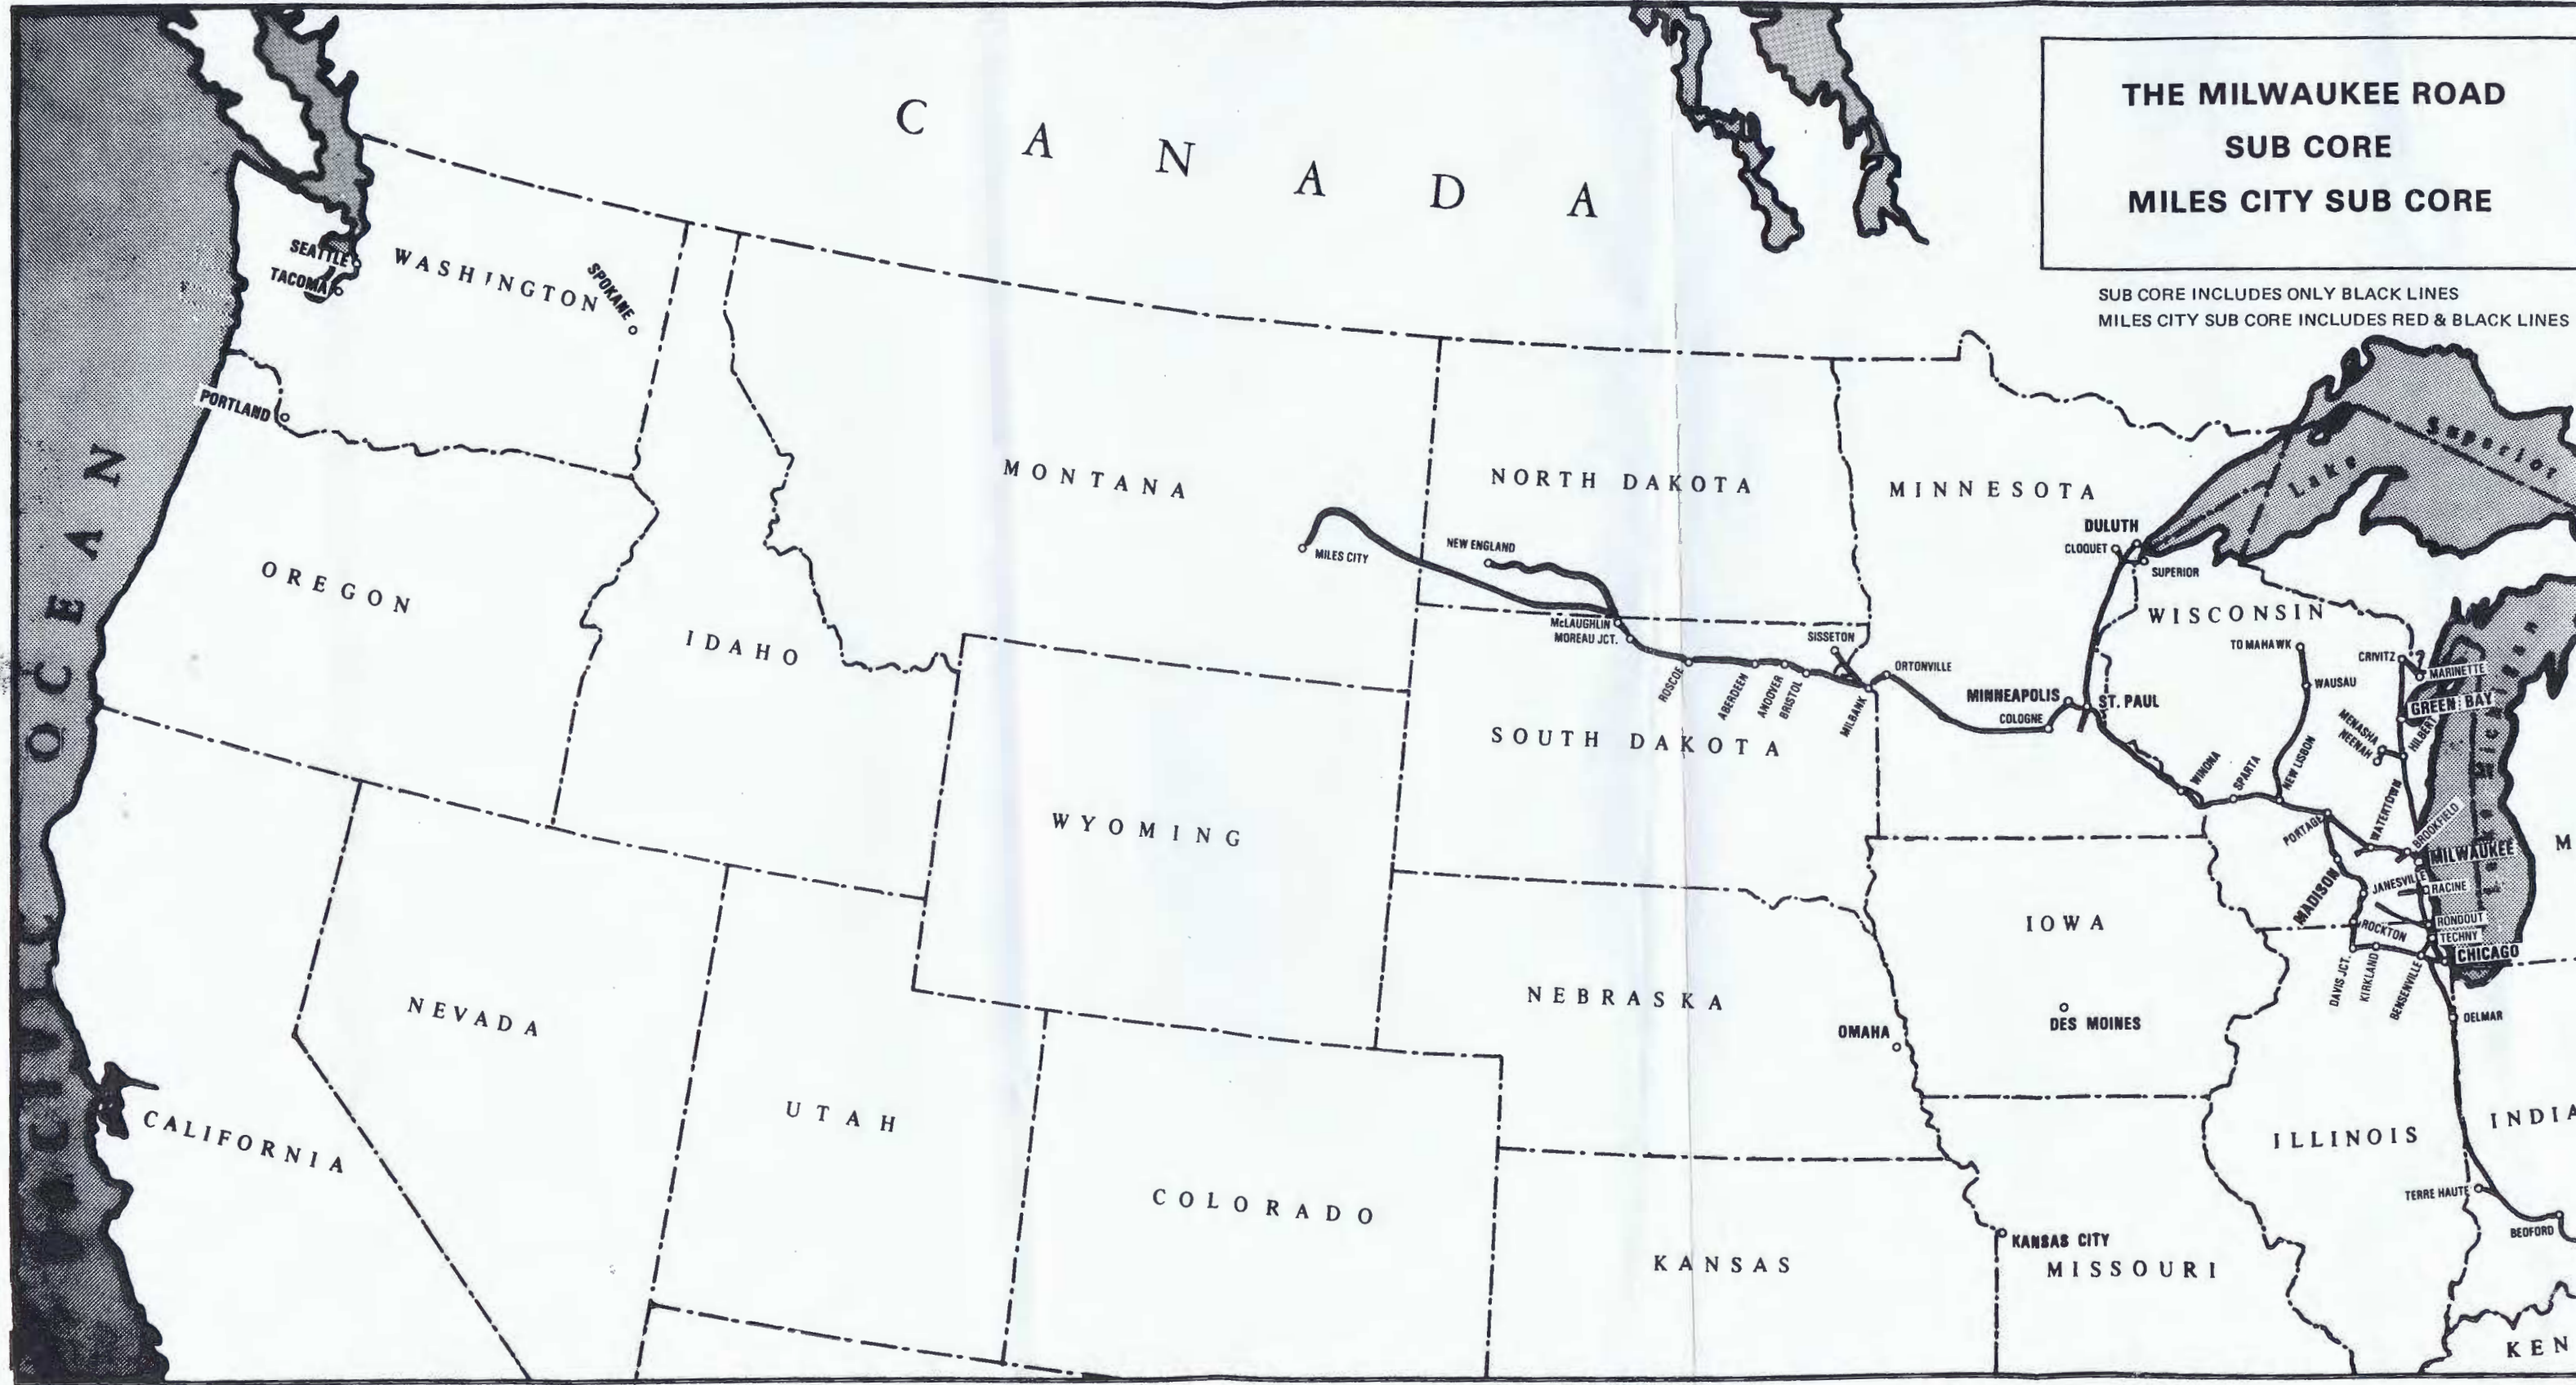 THE MILWAUKEE ROAD
SUB CORE
MILES CITY SUB CORE
SUB CORE INCLUDES ONLY BLACK LINES
MILES CITY SUB CORE INCLUDES RED & BLACK LINES
CANADA
SEATTLE
TACOMA
WASHINGTON
SPOKANE
PORTLAND
PACIFIC OCEAN
OREGON
IDAHO
MONTANA
MILES CITY
NORTH DAKOTA
NEW ENGLAND
McLAUGHLIN
MOREAU JCT.
SISSETON
ROSCOE
ABERDEEN
ANDOVER
BRISTOL
MILBANK
ORTONVILLE
SOUTH DAKOTA
MINNESOTA
DULUTH
CLOQUET
SUPERIOR
Lake Superior
MINNEAPOLIS
ST. PAUL
COLOGNE
WISCONSIN
TOMAHAWK
WAUSAU
CRIVITZ
MARINETTE
GREEN BAY
MENASHA
NEENAH
HILBERT
Lake Michigan
WINONA
SPARTA
NEW LISBON
PORTAGE
WATERTOWN
BROOKFIELD
MILWAUKEE
MADISON
JANESVILLE
RACINE
RONDOUT
ROCKTON
TECHNY
CHICAGO
DAVIS JCT.
KIRKLAND
BENSENVILLE
DELMAR
M
WYOMING
NEBRASKA
IOWA
OMAHA
DES MOINES
NEVADA
UTAH
CALIFORNIA
COLORADO
KANSAS
KANSAS CITY
MISSOURI
ILLINOIS
INDIA
TERRE HAUTE
BEDFORD
KEN